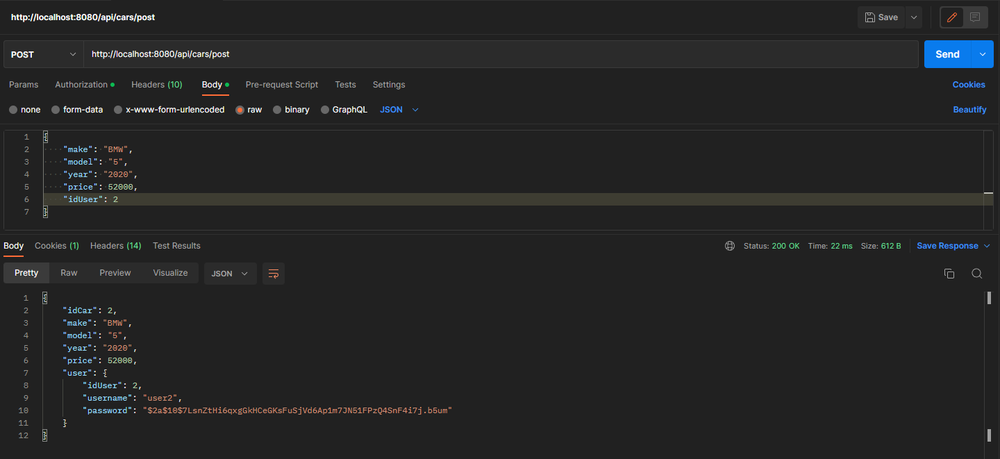 http://localhost:8080/api/cars/post
Save
POST http://localhost:8080/api/cars/post Send
Params Authorization Headers (10) Body Pre-request Script Tests Settings Cookies
none form-data x-www-form-urlencoded raw binary GraphQL JSON Beautify
1 {
2 "make": "BMW",
3 "model": "5",
4 "year": "2020",
5 "price": 52000,
6 "idUser": 2
7 }
Body Cookies (1) Headers (14) Test Results Status: 200 OK Time: 22 ms Size: 612 B Save Response
Pretty Raw Preview Visualize JSON
1 {
2 "idCar": 2,
3 "make": "BMW",
4 "model": "5",
5 "year": "2020",
6 "price": 52000,
7 "user": {
8 "idUser": 2,
9 "username": "user2",
10 "password": "$2a$10$7LsnZtHi6qxgGkHCeGKsFuSjVd6Ap1m7JN51FPzQ4SnF4i7j.b5um"
11 }
12 }